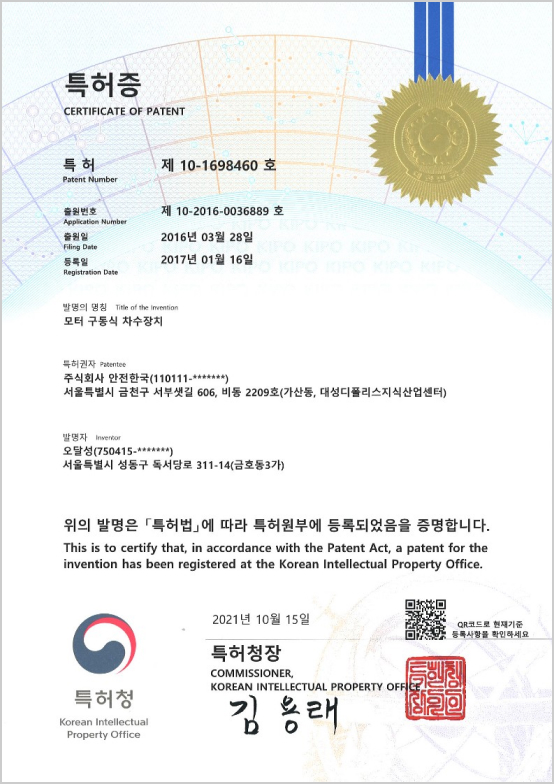 특허증
CERTIFICATE OF PATENT
특 허 제 10-1698460 호
Patent Number
출원번호 제 10-2016-0036889 호
Application Number
출원일 2016년 03월 28일
Filing Date
등록일 2017년 01월 16일
Registration Date
KIPO KIPO KIPO KIPO KIPO
발명의 명칭 Title of the Invention
모터 구동식 차수장치
특허권자 Patentee
주식회사 안전한국(110111-*******)
서울특별시 금천구 서부샛길 606, 비동 2209호(가산동, 대성디폴리스지식산업센터)
발명자 Inventor
오달성(750415-*******)
서울특별시 성동구 독서당로 311-14(금호동3가)
위의 발명은 「특허법」에 따라 특허원부에 등록되었음을 증명합니다.
This is to certify that, in accordance with the Patent Act, a patent for the
invention has been registered at the Korean Intellectual Property Office.
2021년 10월 15일
QR코드로 현재기준
등록사항을 확인하세요
특허청장
COMMISSIONER,
KOREAN INTELLECTUAL PROPERTY OFFICE
김용래
특허청
Korean Intellectual
Property Office